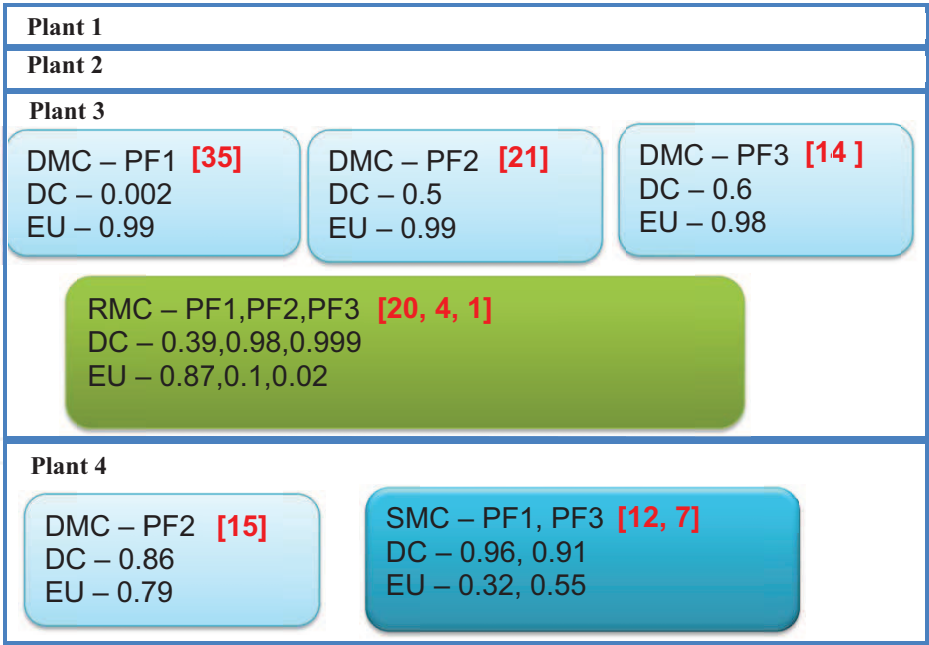 Plant 1
Plant 2
Plant 3
DMC – PF1 [35]
DC – 0.002
EU – 0.99
DMC – PF2 [21]
DC – 0.5
EU – 0.99
DMC – PF3 [14 ]
DC – 0.6
EU – 0.98
RMC – PF1,PF2,PF3 [20, 4, 1]
DC – 0.39,0.98,0.999
EU – 0.87,0.1,0.02
Plant 4
DMC – PF2 [15]
DC – 0.86
EU – 0.79
SMC – PF1, PF3 [12, 7]
DC – 0.96, 0.91
EU – 0.32, 0.55